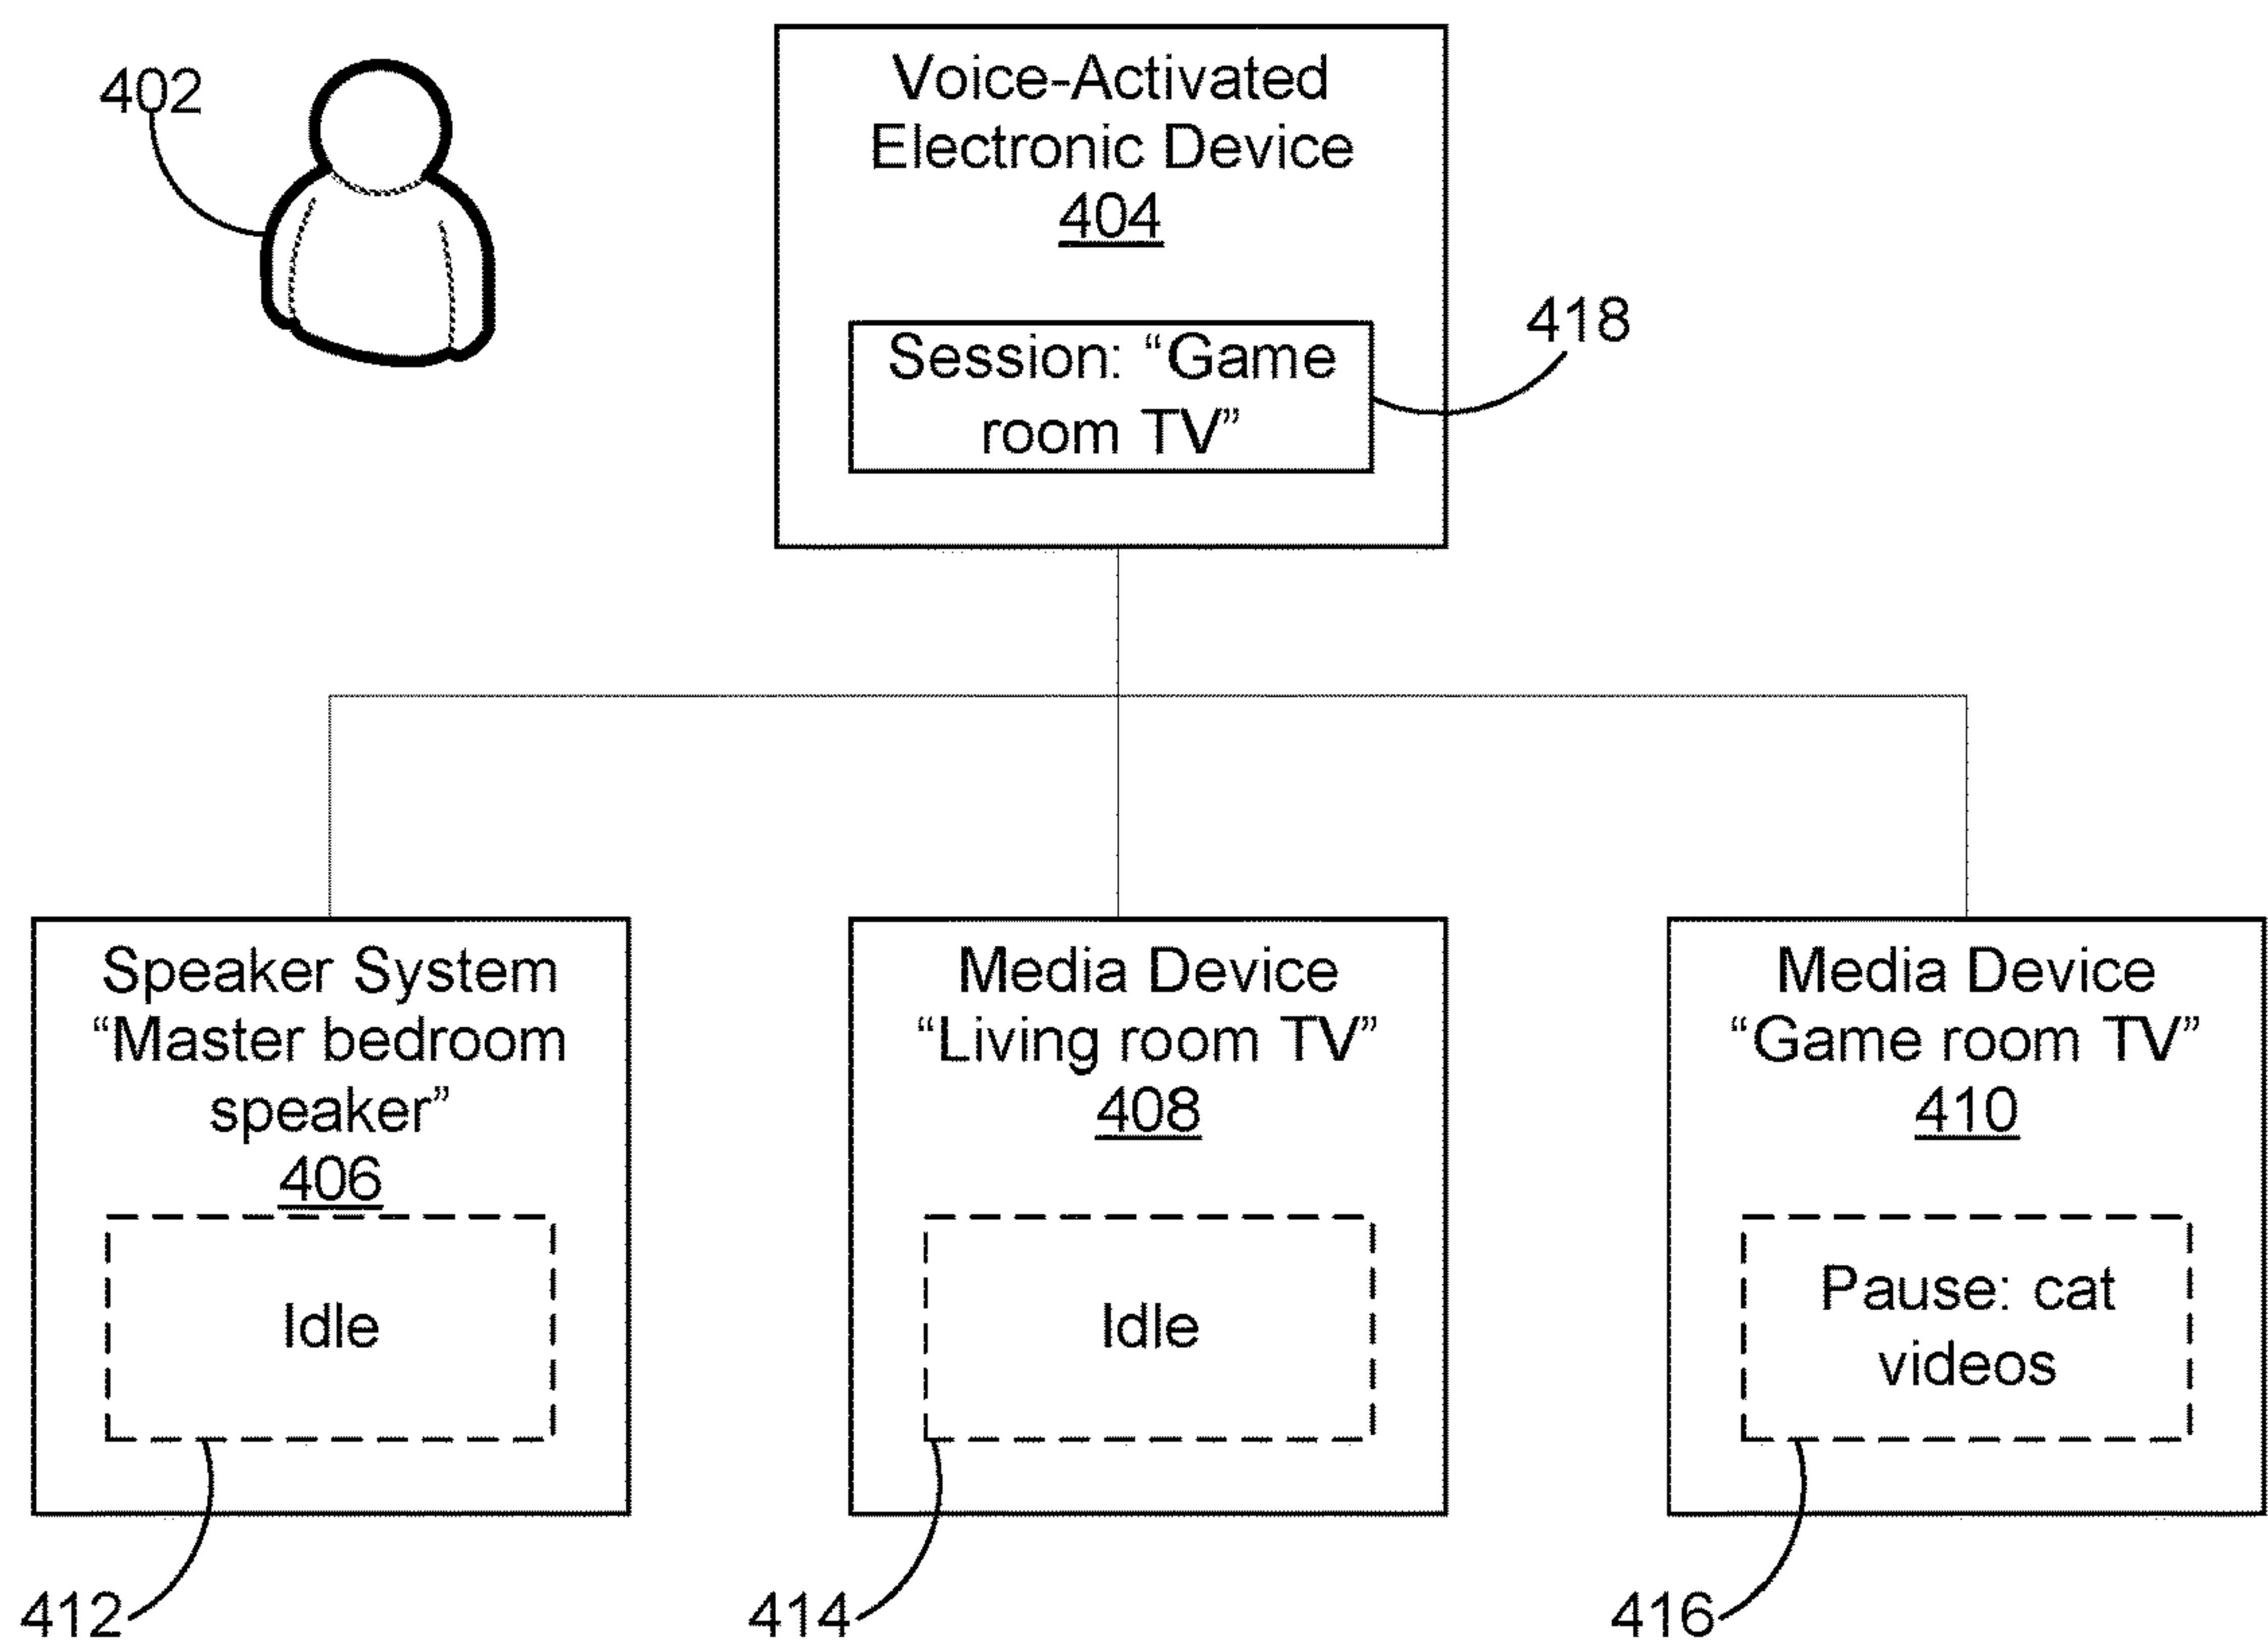 402
Voice-Activated
Electronic Device
404
Session: “Game
room TV”
418
Speaker System
“Master bedroom
speaker”
406
Idle
412
Media Device
“Living room TV”
408
Idle
414
Media Device
“Game room TV”
410
Pause: cat
videos
416